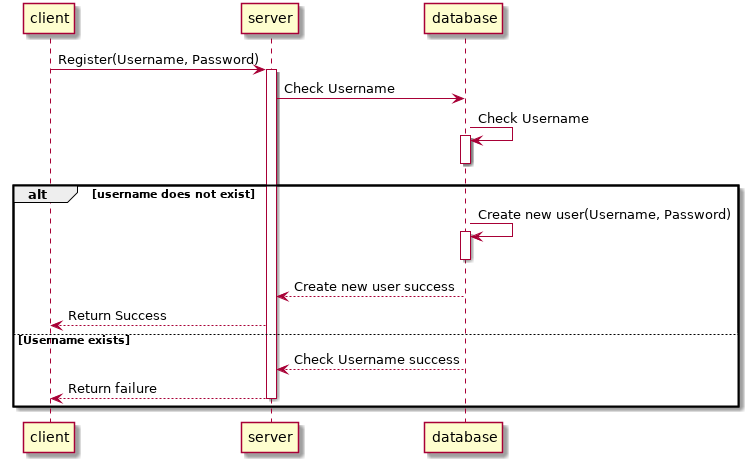 client server database
Register(Username, Password)
Check Username
Check Username
alt [username does not exist]
Create new user(Username, Password)
Create new user success
Return Success
[Username exists]
Check Username success
Return failure
client server database